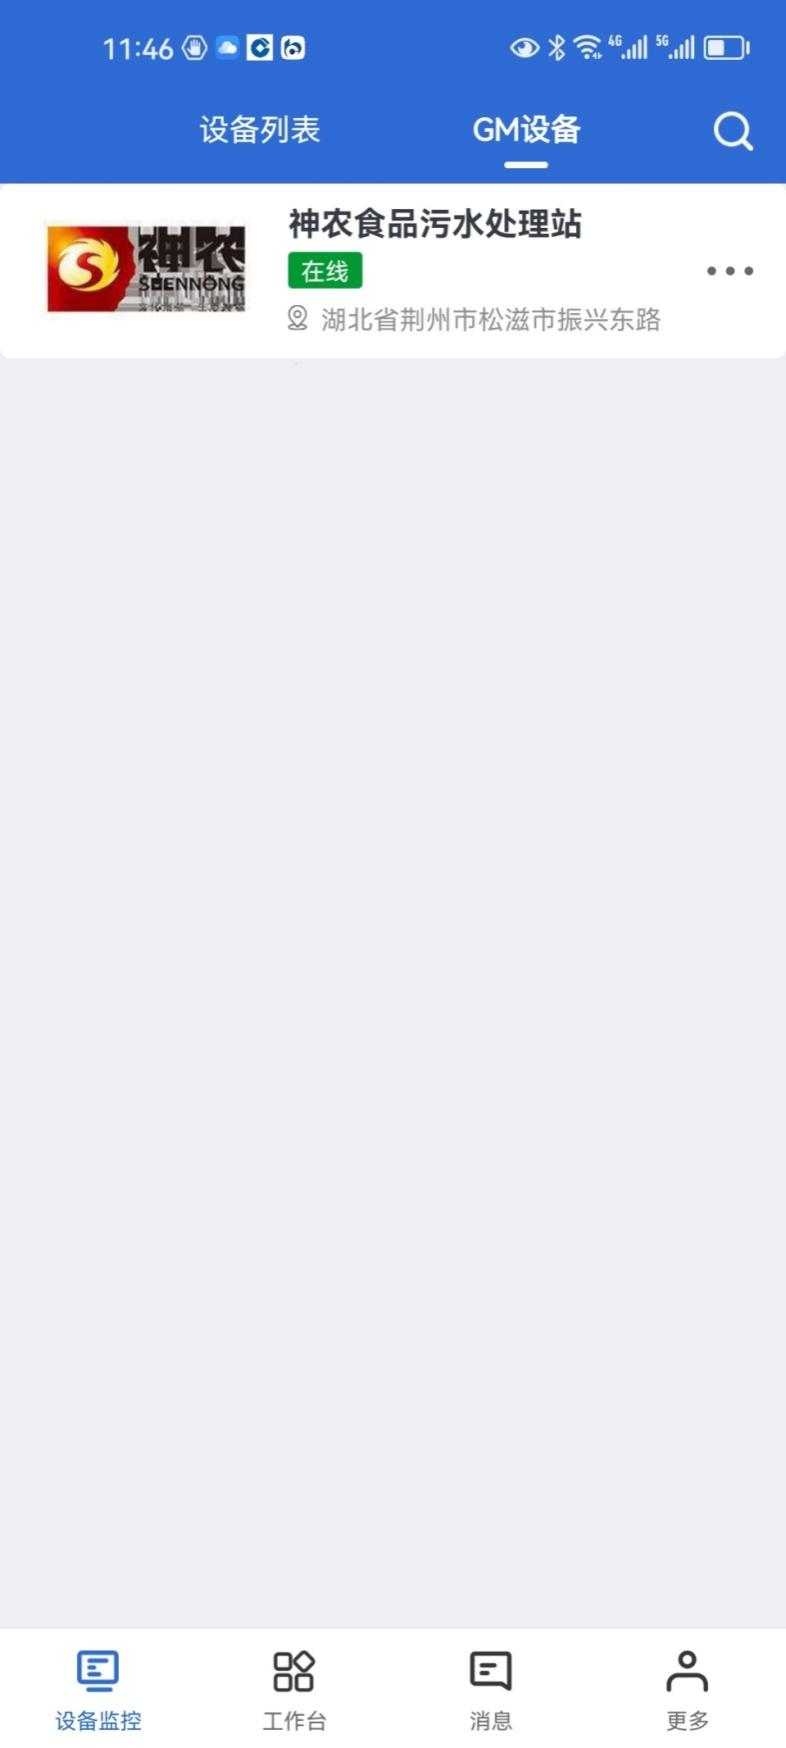 11:46
4G 5G
设备列表 GM设备
神农
SHENNONG
神农食品污水处理站
在线
湖北省荆州市松滋市振兴东路
设备监控 工作台 消息 更多